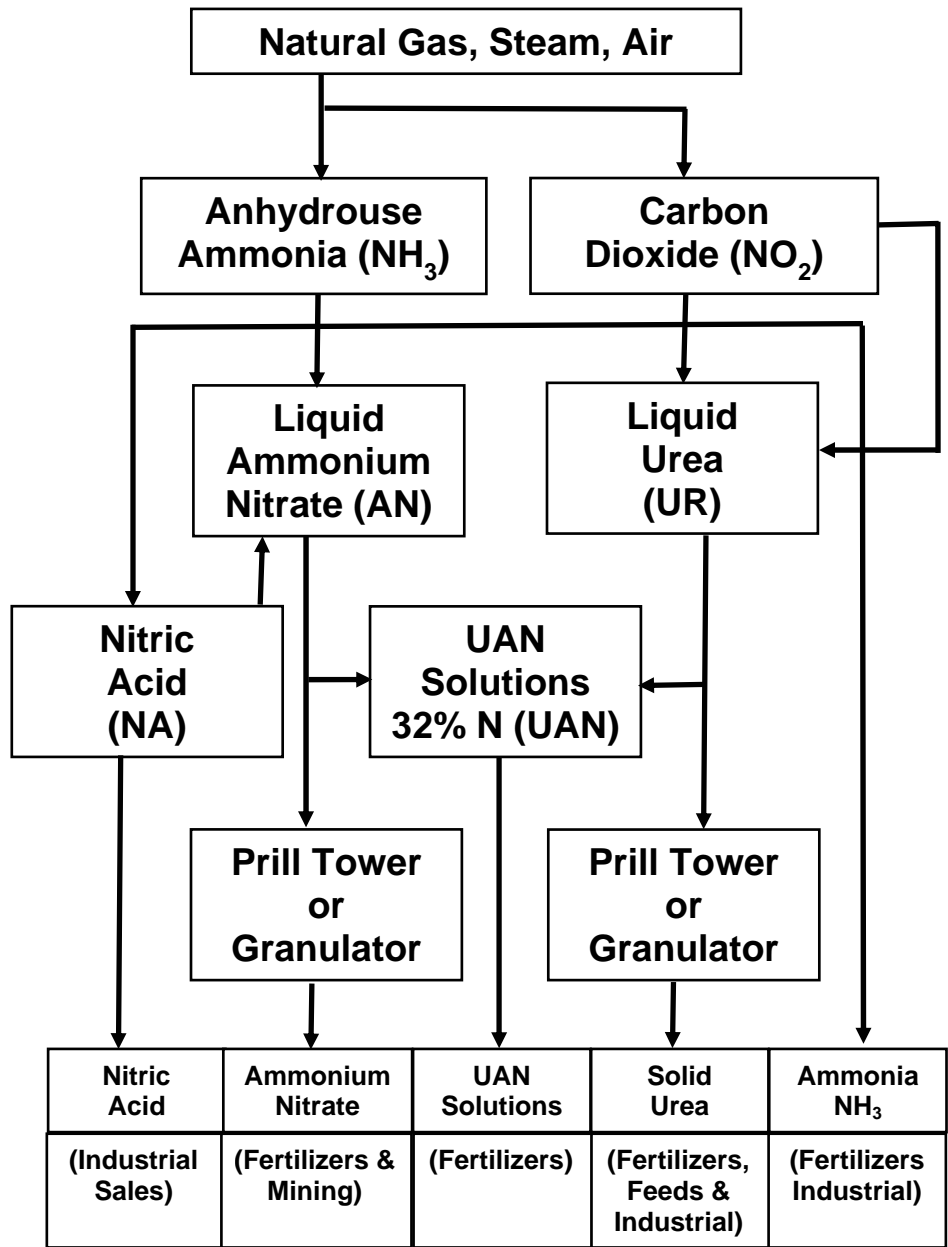 Natural Gas, Steam, Air
Anhydrouse
Ammonia (NH₃)
Carbon
Dioxide (NO₂)
Liquid
Ammonium
Nitrate (AN)
Liquid
Urea
(UR)
Nitric
Acid
(NA)
UAN
Solutions
32% N (UAN)
Prill Tower
or
Granulator
Prill Tower
or
Granulator
Nitric
Acid
Ammonium
Nitrate
UAN
Solutions
Solid
Urea
Ammonia
NH₃
(Industrial
Sales)
(Fertilizers &
Mining)
(Fertilizers)
(Fertilizers,
Feeds &
Industrial)
(Fertilizers
Industrial)